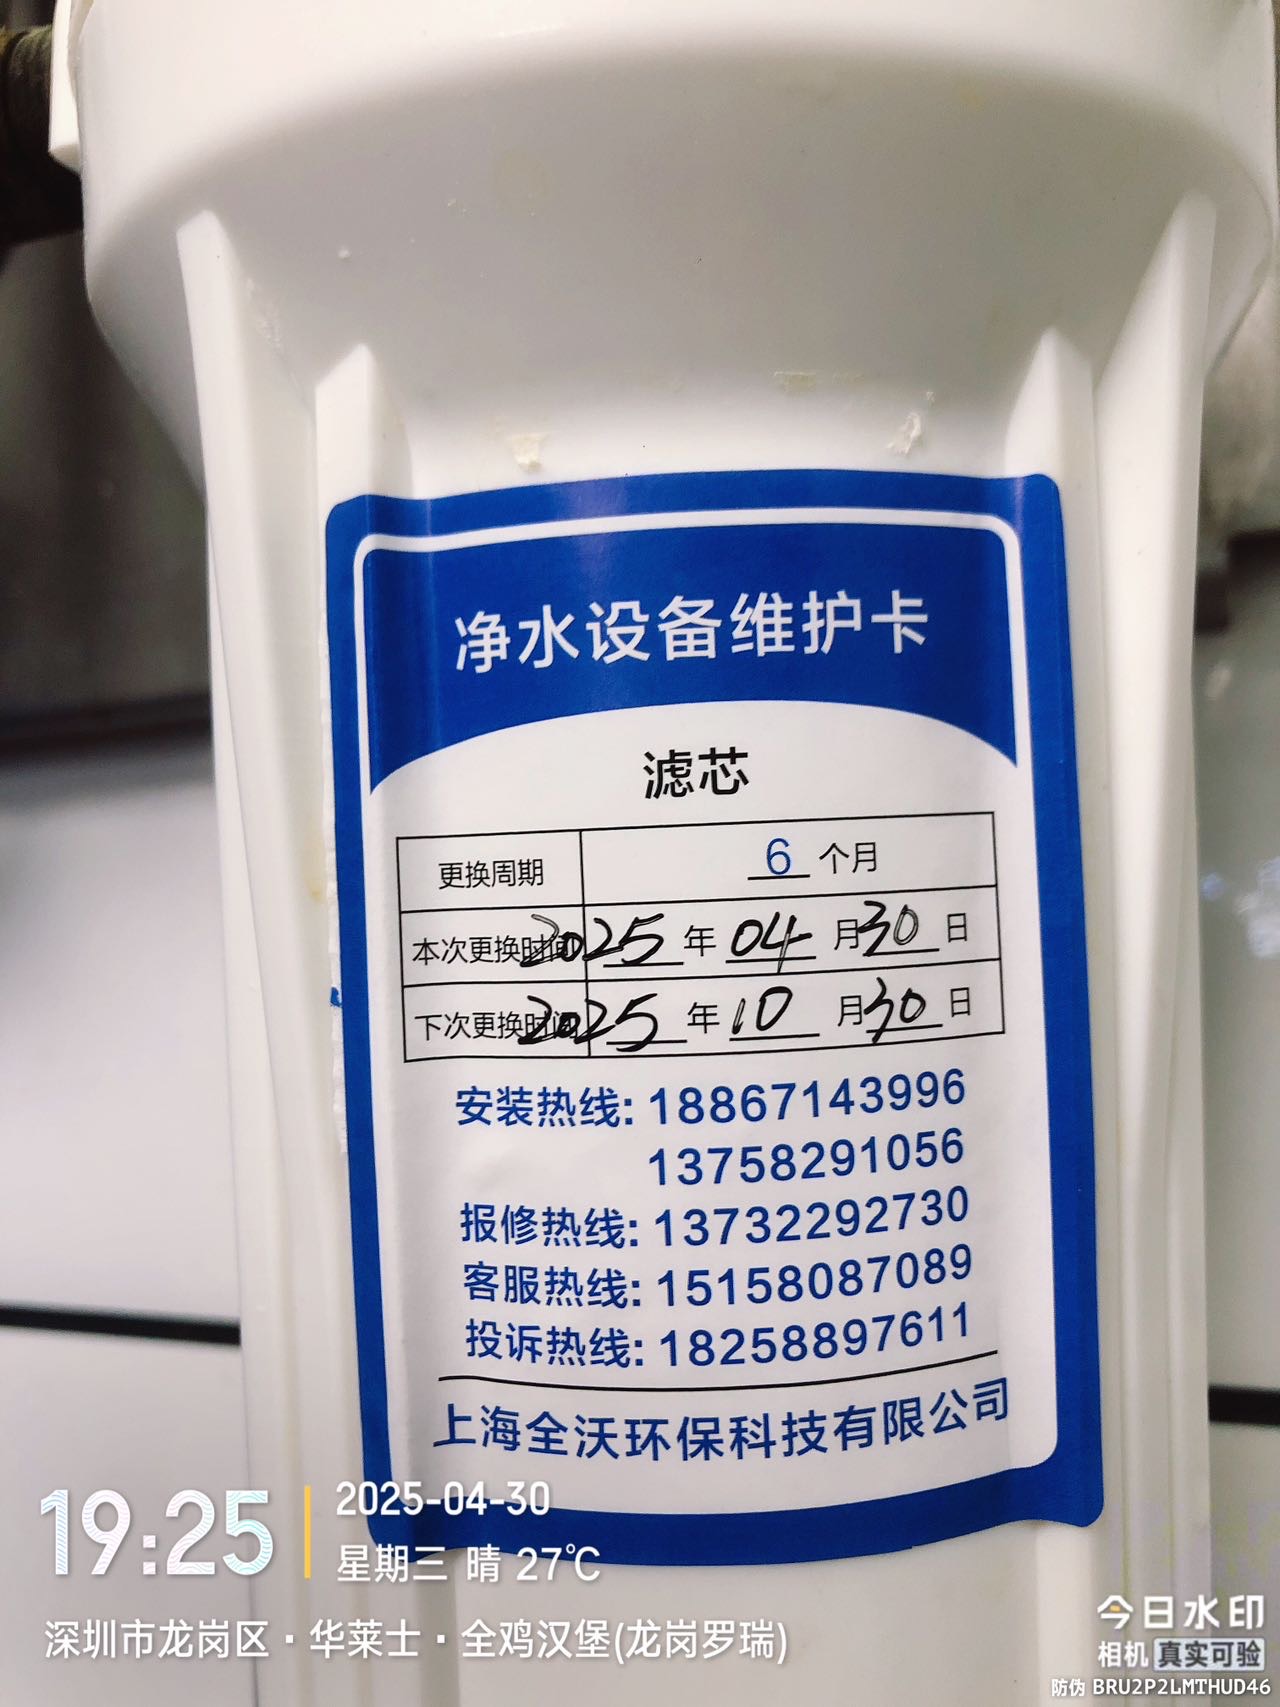 净水设备维护卡
滤芯
更换周期 6 个月
本次更换时间 2025 年 04 月 30 日
下次更换时间 2025 年 10 月 30 日
安装热线: 18867143996
13758291056
报修热线: 13732292730
客服热线: 15158087089
投诉热线: 18258897611
上海全沃环保科技有限公司
19:25
2025-04-30
星期三 晴 27℃
深圳市龙岗区·华莱士·全鸡汉堡(龙岗罗瑞)
今日水印
相机 真实可验
防伪 BRU2P2LMTHUD46